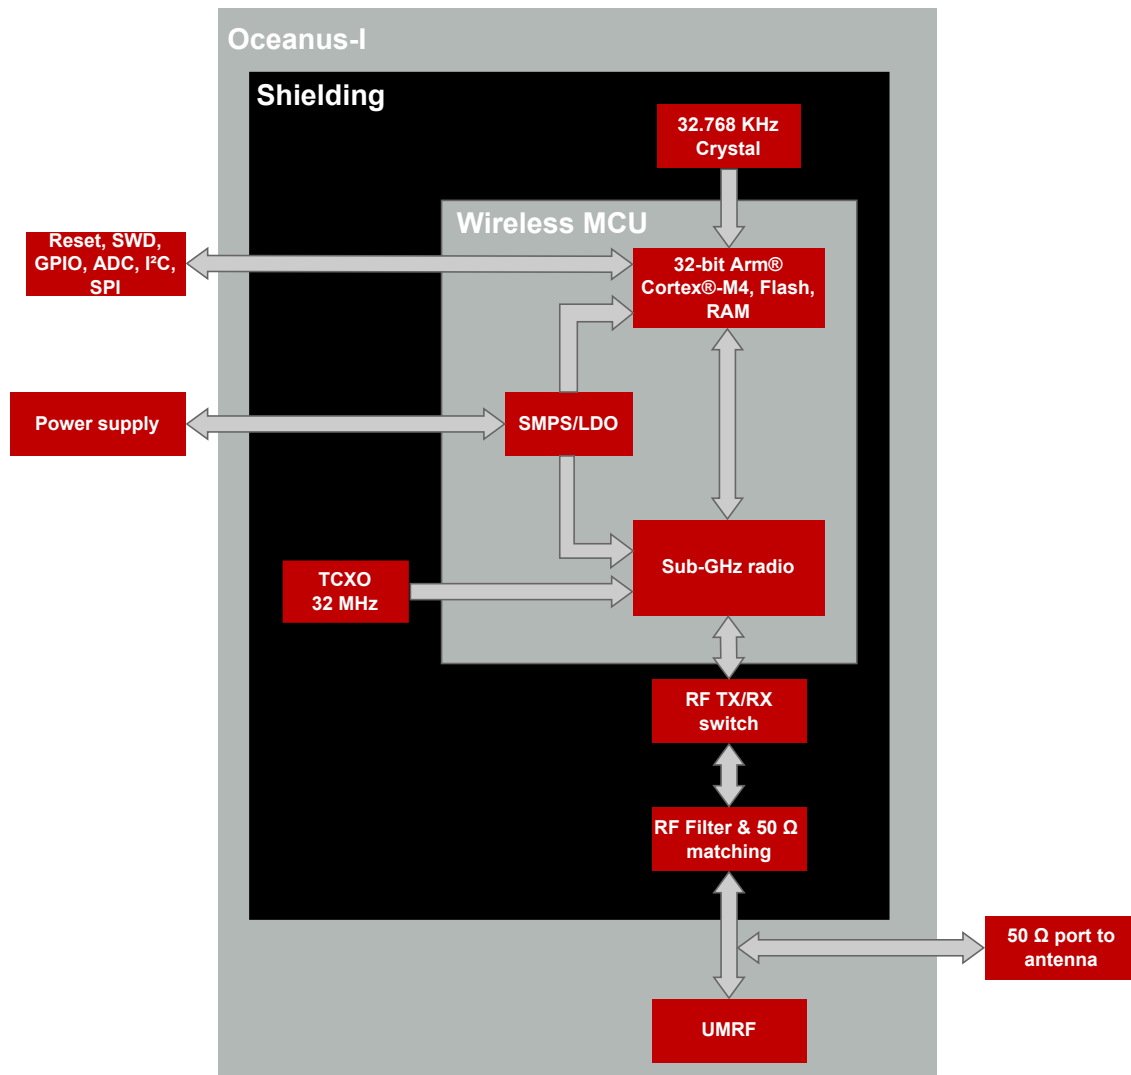 Oceanus-I
Shielding
32.768 KHz
Crystal
Wireless MCU
Reset, SWD,
GPIO, ADC, I²C,
SPI
32-bit Arm®
Cortex®-M4, Flash,
RAM
Power supply
SMPS/LDO
Sub-GHz radio
TCXO
32 MHz
RF TX/RX
switch
RF Filter & 50 Ω
matching
50 Ω port to
antenna
UMRF